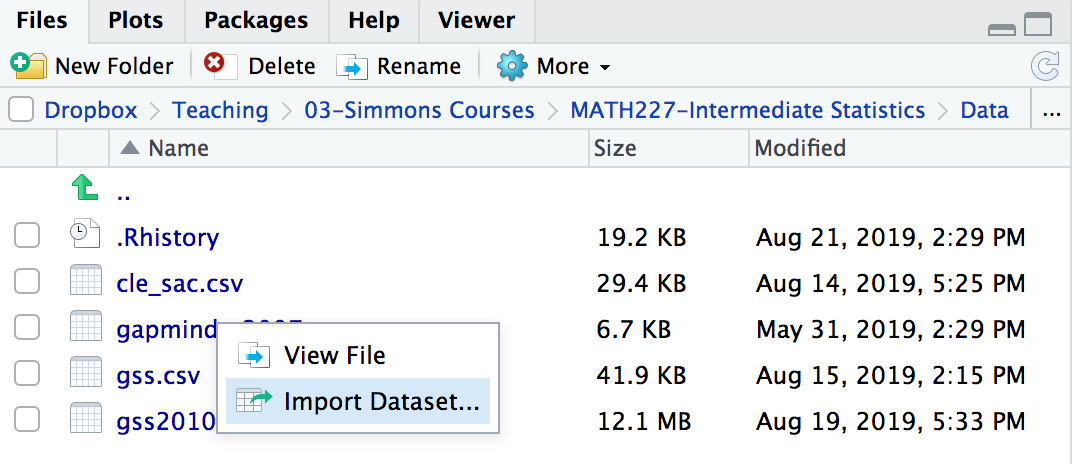 Files Plots Packages Help Viewer
New Folder Delete Rename More
Dropbox Teaching 03-Simmons Courses MATH227-Intermediate Statistics Data ...
Name Size Modified
..
.Rhistory 19.2 KB Aug 21, 2019, 2:29 PM
cle_sac.csv 29.4 KB Aug 14, 2019, 5:25 PM
6.7 KB May 31, 2019, 2:29 PM
View File
gss.csv 41.9 KB Aug 15, 2019, 2:15 PM
Import Dataset...
gss2010 12.1 MB Aug 19, 2019, 5:33 PM